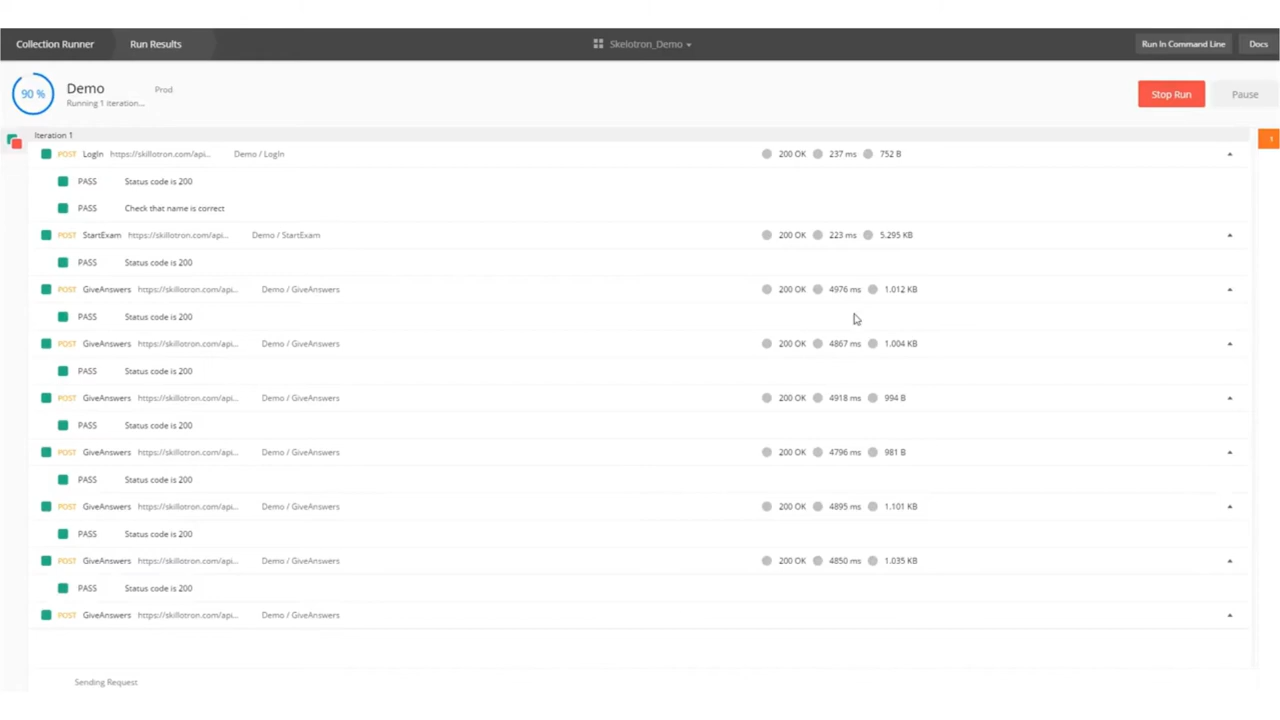 Collection Runner Run Results Skelotron_Demo Run In Command Line Docs
90 % Demo Prod Stop Run Pause
Running 1 iteration...
Iteration 1 1
POST LogIn https://skillotron.com/api... Demo / LogIn 200 OK 237 ms 752 B
PASS Status code is 200
PASS Check that name is correct
POST StartExam https://skillotron.com/api... Demo / StartExam 200 OK 223 ms 5.295 KB
PASS Status code is 200
POST GiveAnswers https://skillotron.com/api... Demo / GiveAnswers 200 OK 4976 ms 1.012 KB
PASS Status code is 200
POST GiveAnswers https://skillotron.com/api... Demo / GiveAnswers 200 OK 4867 ms 1.004 KB
PASS Status code is 200
POST GiveAnswers https://skillotron.com/api... Demo / GiveAnswers 200 OK 4918 ms 994 B
PASS Status code is 200
POST GiveAnswers https://skillotron.com/api... Demo / GiveAnswers 200 OK 4796 ms 981 B
PASS Status code is 200
POST GiveAnswers https://skillotron.com/api... Demo / GiveAnswers 200 OK 4895 ms 1.101 KB
PASS Status code is 200
POST GiveAnswers https://skillotron.com/api... Demo / GiveAnswers 200 OK 4850 ms 1.035 KB
PASS Status code is 200
POST GiveAnswers https://skillotron.com/api... Demo / GiveAnswers
Sending Request